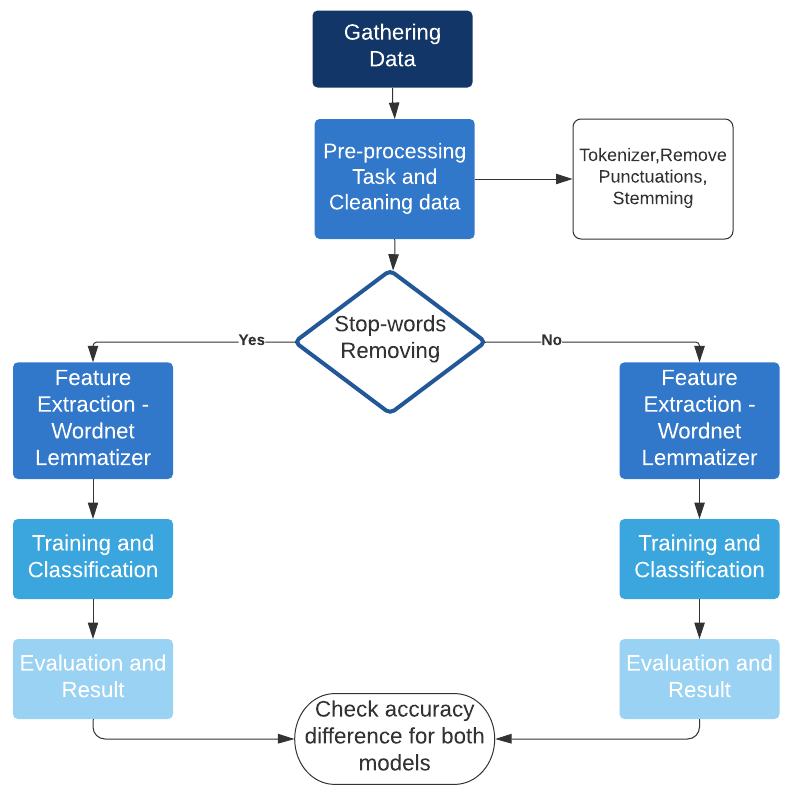 Gathering
Data
Pre-processing
Task and
Cleaning data
Tokenizer,Remove
Punctuations,
Stemming
Stop-words
Removing
Yes
No
Feature
Extraction -
Wordnet
Lemmatizer
Feature
Extraction -
Wordnet
Lemmatizer
Training and
Classification
Training and
Classification
Evaluation and
Result
Evaluation and
Result
Check accuracy
difference for both
models